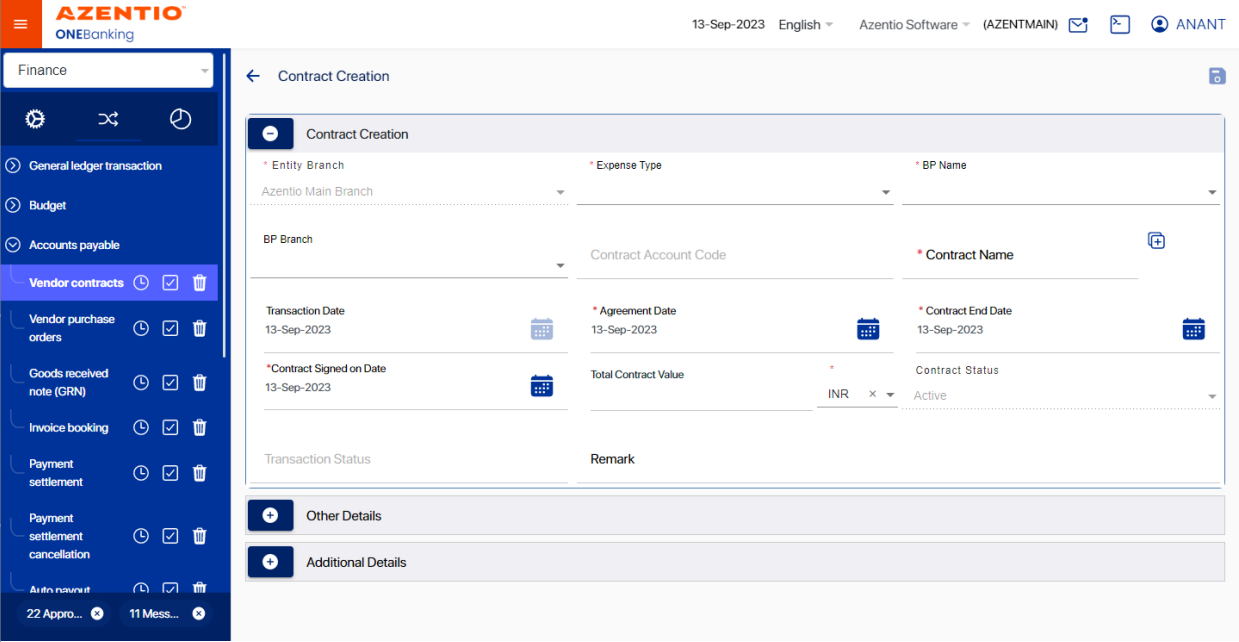 AZENTIO
ONEBanking
13-Sep-2023 English Azentio Software (AZENTMAIN) ANANT
Finance
General ledger transaction
Budget
Accounts payable
Vendor contracts
Vendor purchase
orders
Goods received
note (GRN)
Invoice booking
Payment
settlement
Payment
settlement
cancellation
Auto payout
22 Appro... 11 Mess...
Contract Creation
Contract Creation
* Entity Branch * Expense Type * BP Name
Azentio Main Branch
BP Branch
Contract Account Code * Contract Name
Transaction Date * Agreement Date * Contract End Date
13-Sep-2023 13-Sep-2023 13-Sep-2023
*Contract Signed on Date Total Contract Value * Contract Status
13-Sep-2023 INR × Active
Transaction Status Remark
Other Details
Additional Details